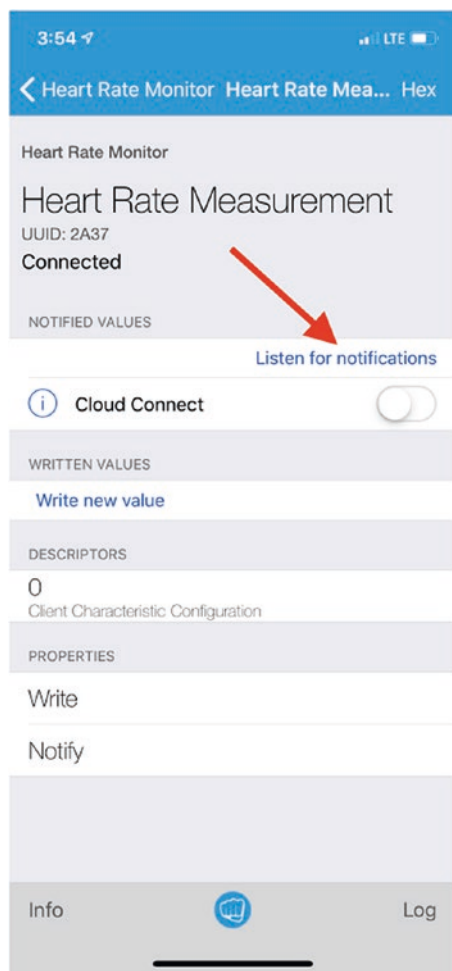 3:54
LTE
Heart Rate Monitor Heart Rate Mea... Hex
Heart Rate Monitor
Heart Rate Measurement
UUID: 2A37
Connected
NOTIFIED VALUES
Listen for notifications
i Cloud Connect
WRITTEN VALUES
Write new value
DESCRIPTORS
0
Client Characteristic Configuration
PROPERTIES
Write
Notify
Info Log